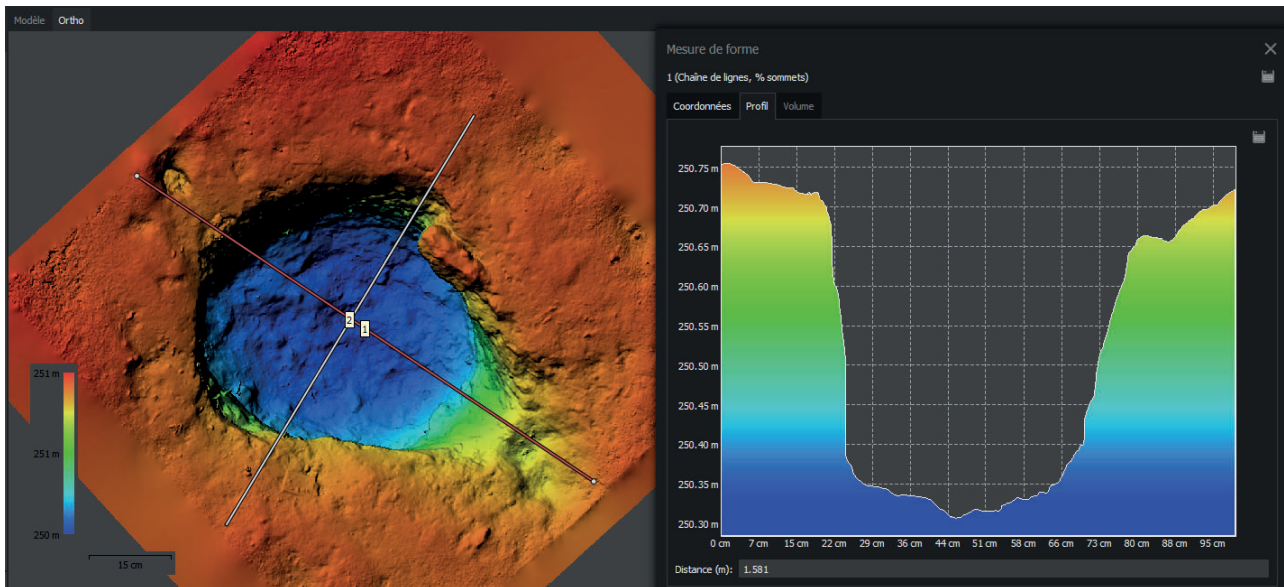 Modèle Ortho
251 m
251 m
250 m
15 cm
2
1
Mesure de forme
1 (Chaîne de lignes, % sommets)
Coordonnées Profil Volume
250.75 m
250.70 m
250.65 m
250.60 m
250.55 m
250.50 m
250.45 m
250.40 m
250.35 m
250.30 m
0 cm 7 cm 15 cm 22 cm 29 cm 36 cm 44 cm 51 cm 58 cm 66 cm 73 cm 80 cm 88 cm 95 cm
Distance (m): 1.581